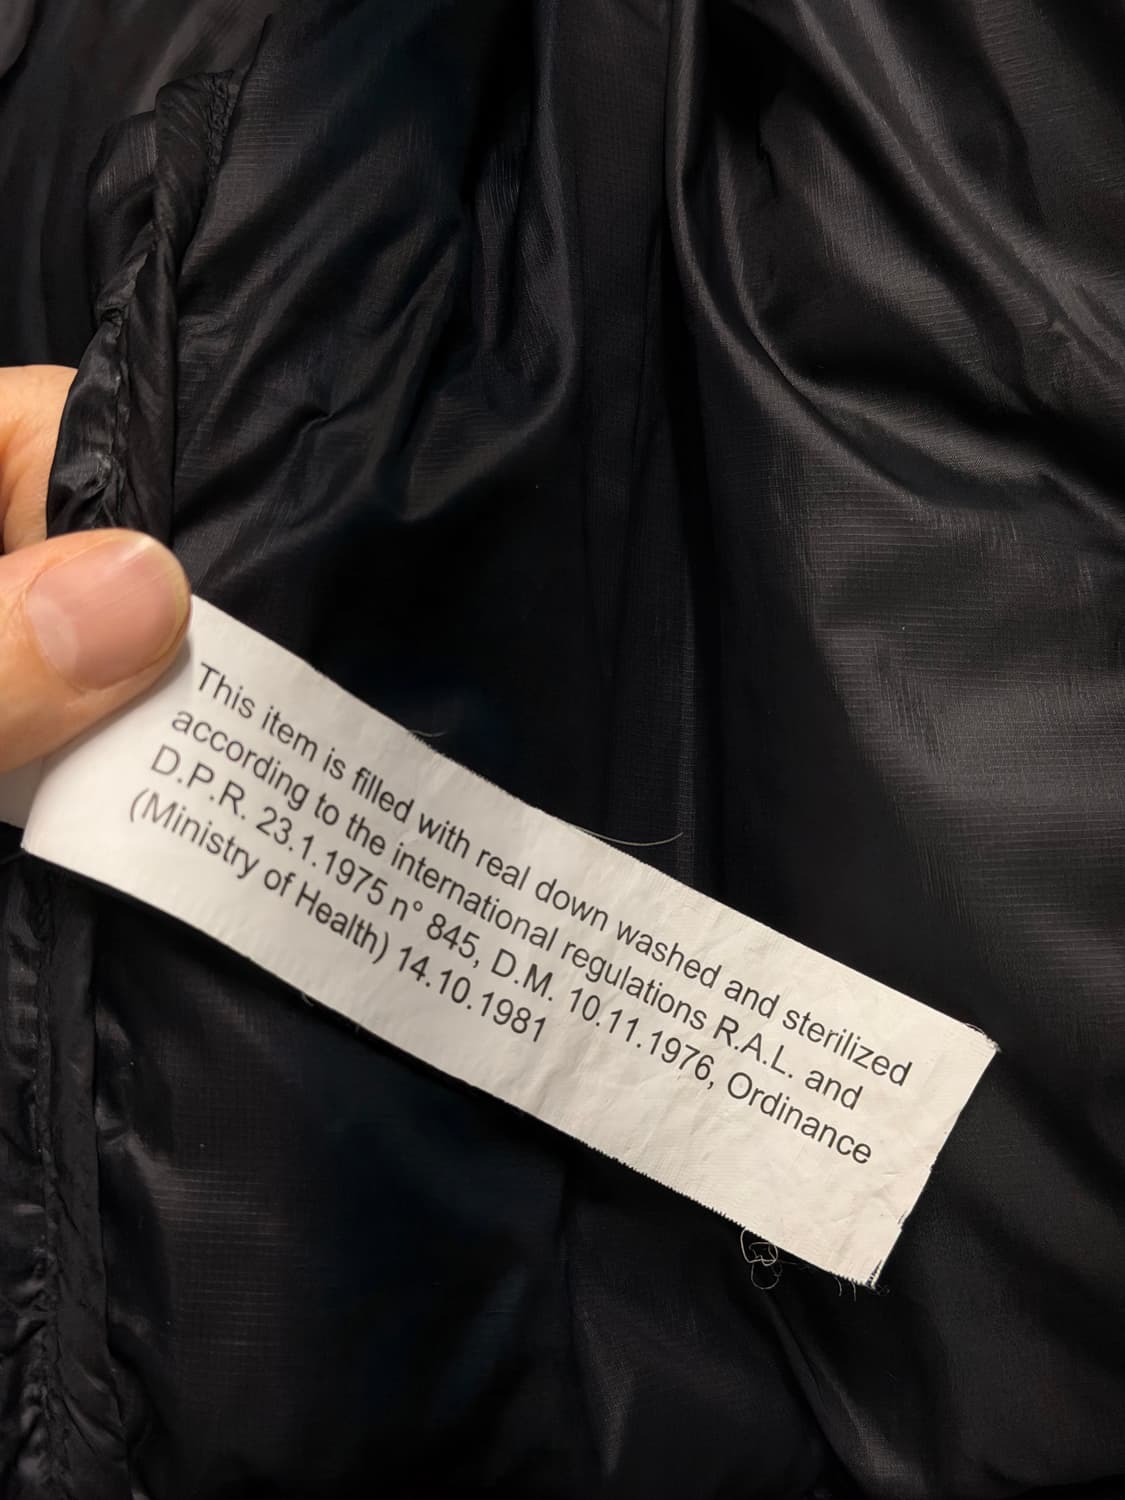 This item is filled with real down washed and sterilized
according to the international regulations R.A.L. and
D.P.R. 23.1.1975 n° 845, D.M. 10.11.1976, Ordinance
(Ministry of Health) 14.10.1981